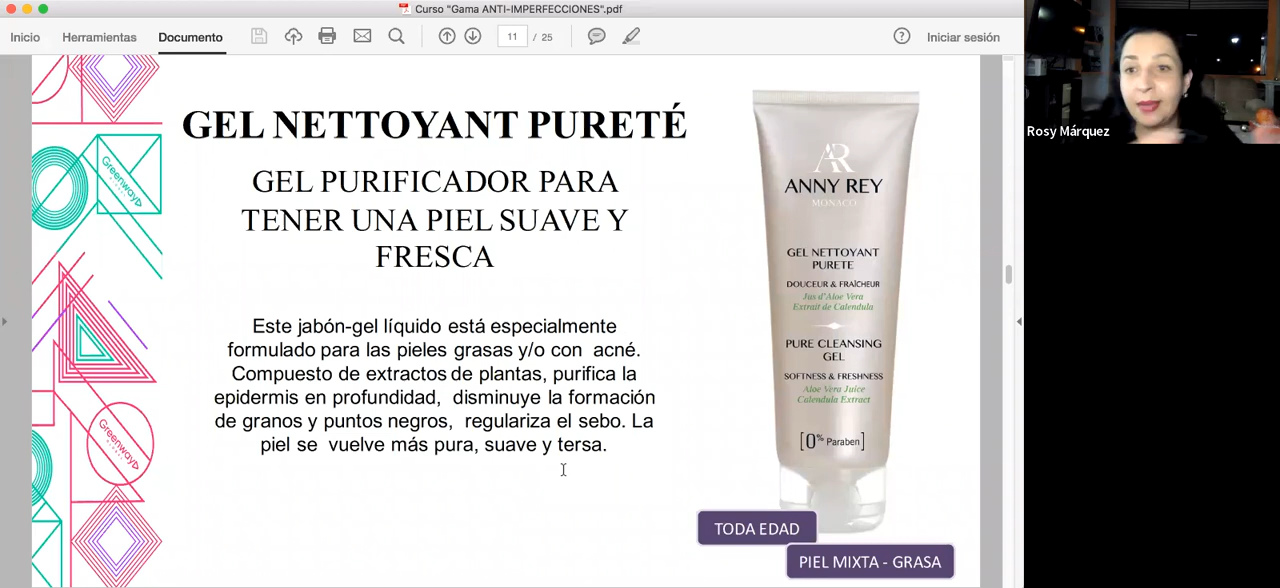 Curso "Gama ANTI-IMPERFECCIONES".pdf
Inicio Herramientas Documento 11 / 25 Iniciar sesión
Rosy Márquez
GEL NETTOYANT PURETÉ
GEL PURIFICADOR PARA
TENER UNA PIEL SUAVE Y
FRESCA
Este jabón-gel líquido está especialmente
formulado para las pieles grasas y/o con acné.
Compuesto de extractos de plantas, purifica la
epidermis en profundidad, disminuye la formación
de granos y puntos negros, regulariza el sebo. La
piel se vuelve más pura, suave y tersa.
Greenway
Greenway
AR
ANNY REY
MONACO
GEL NETTOYANT
PURETE
DOUCEUR & FRAÎCHEUR
Jus d'Aloe Vera
Extrait de Calendula
PURE CLEANSING
GEL
SOFTNESS & FRESHNESS
Aloe Vera Juice
Calendula Extract
[0% Paraben]
TODA EDAD
PIEL MIXTA - GRASA